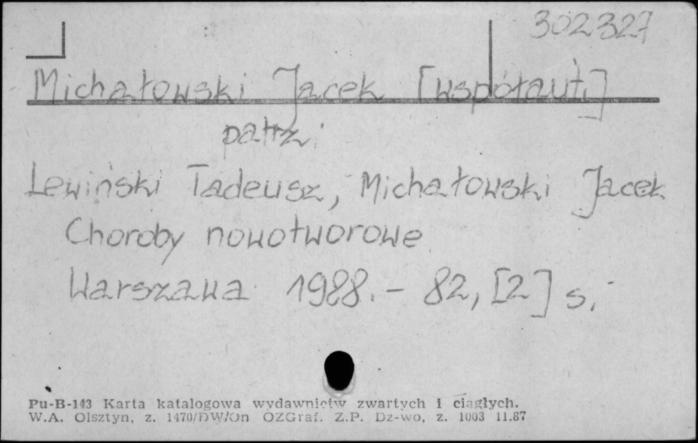 302327
Michałowski Jacek [współaut.]
patrz:
Lewiński Tadeusz, Michałowski Jacek
Choroby nowotworowe
Warszawa 1988. - 82, [2] s.
Pu-B-143 Karta katalogowa wydawnictw zwartych i ciągłych.
W.A. Olsztyn, z. 1470/DW/On OZGraf. Z.P. Dz-wo, z. 1003 11.87